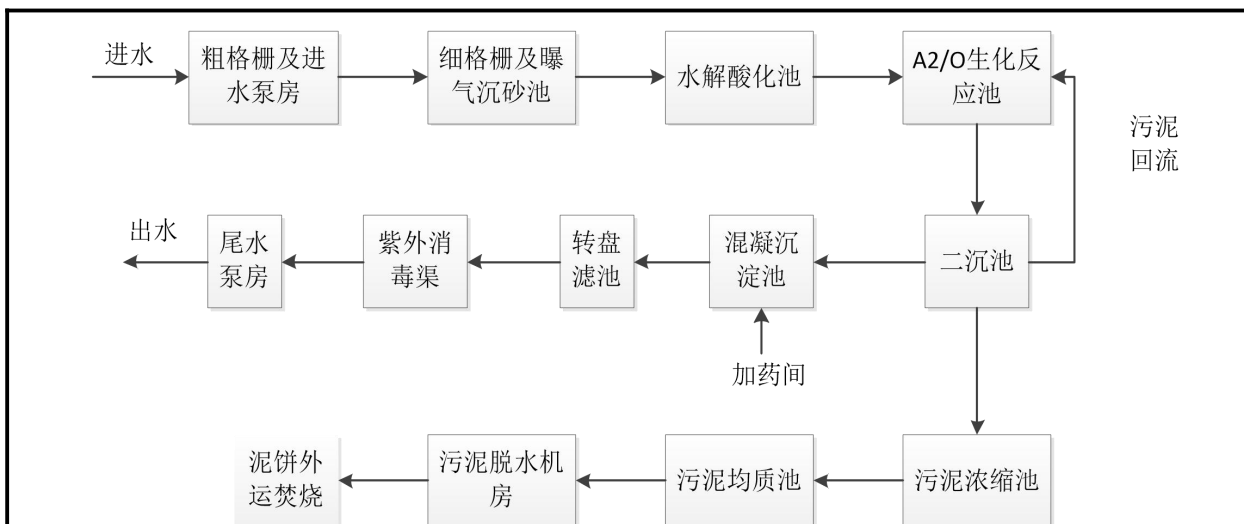 进水
粗格栅及进
水泵房
细格栅及曝
气沉砂池
水解酸化池
A2/O生化反
应池
污泥
回流
出水
尾水
泵房
紫外消
毒渠
转盘
滤池
混凝沉
淀池
二沉池
加药间
泥饼外
运焚烧
污泥脱水机
房
污泥均质池
污泥浓缩池